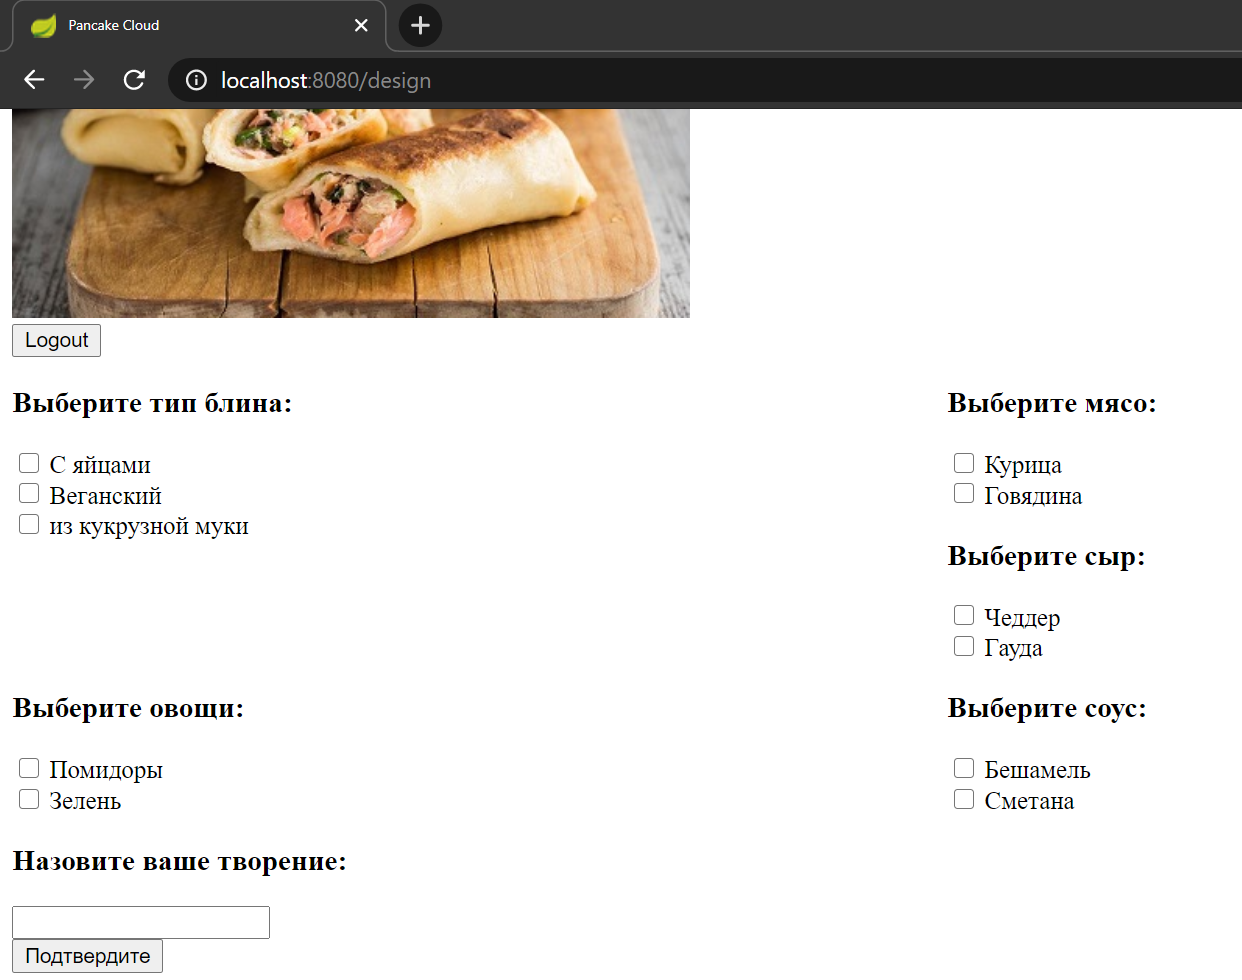 Pancake Cloud
localhost:8080/design
Logout
Выберите тип блина:
С яйцами
Веганский
из кукрузной муки
Выберите мясо:
Курица
Говядина
Выберите сыр:
Чеддер
Гауда
Выберите овощи:
Помидоры
Зелень
Выберите соус:
Бешамель
Сметана
Назовите ваше творение:
Подтвердите